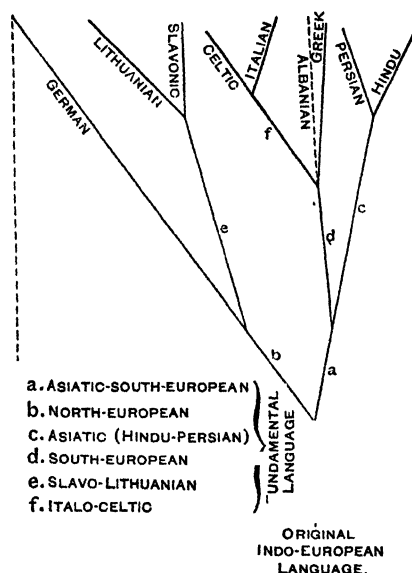 GERMAN
LITHUANIAN
SLAVONIC
CELTIC
ITALIAN
ALBANIAN
GREEK
PERSIAN
HINDU
f
e
d
c
b
a
a. ASIATIC-SOUTH-EUROPEAN
b. NORTH-EUROPEAN
c. ASIATIC (HINDU-PERSIAN)
d. SOUTH-EUROPEAN
e. SLAVO-LITHUANIAN
f. ITALO-CELTIC
UNDAMENTAL
LANGUAGE
ORIGINAL
INDO-EUROPEAN
LANGUAGE.